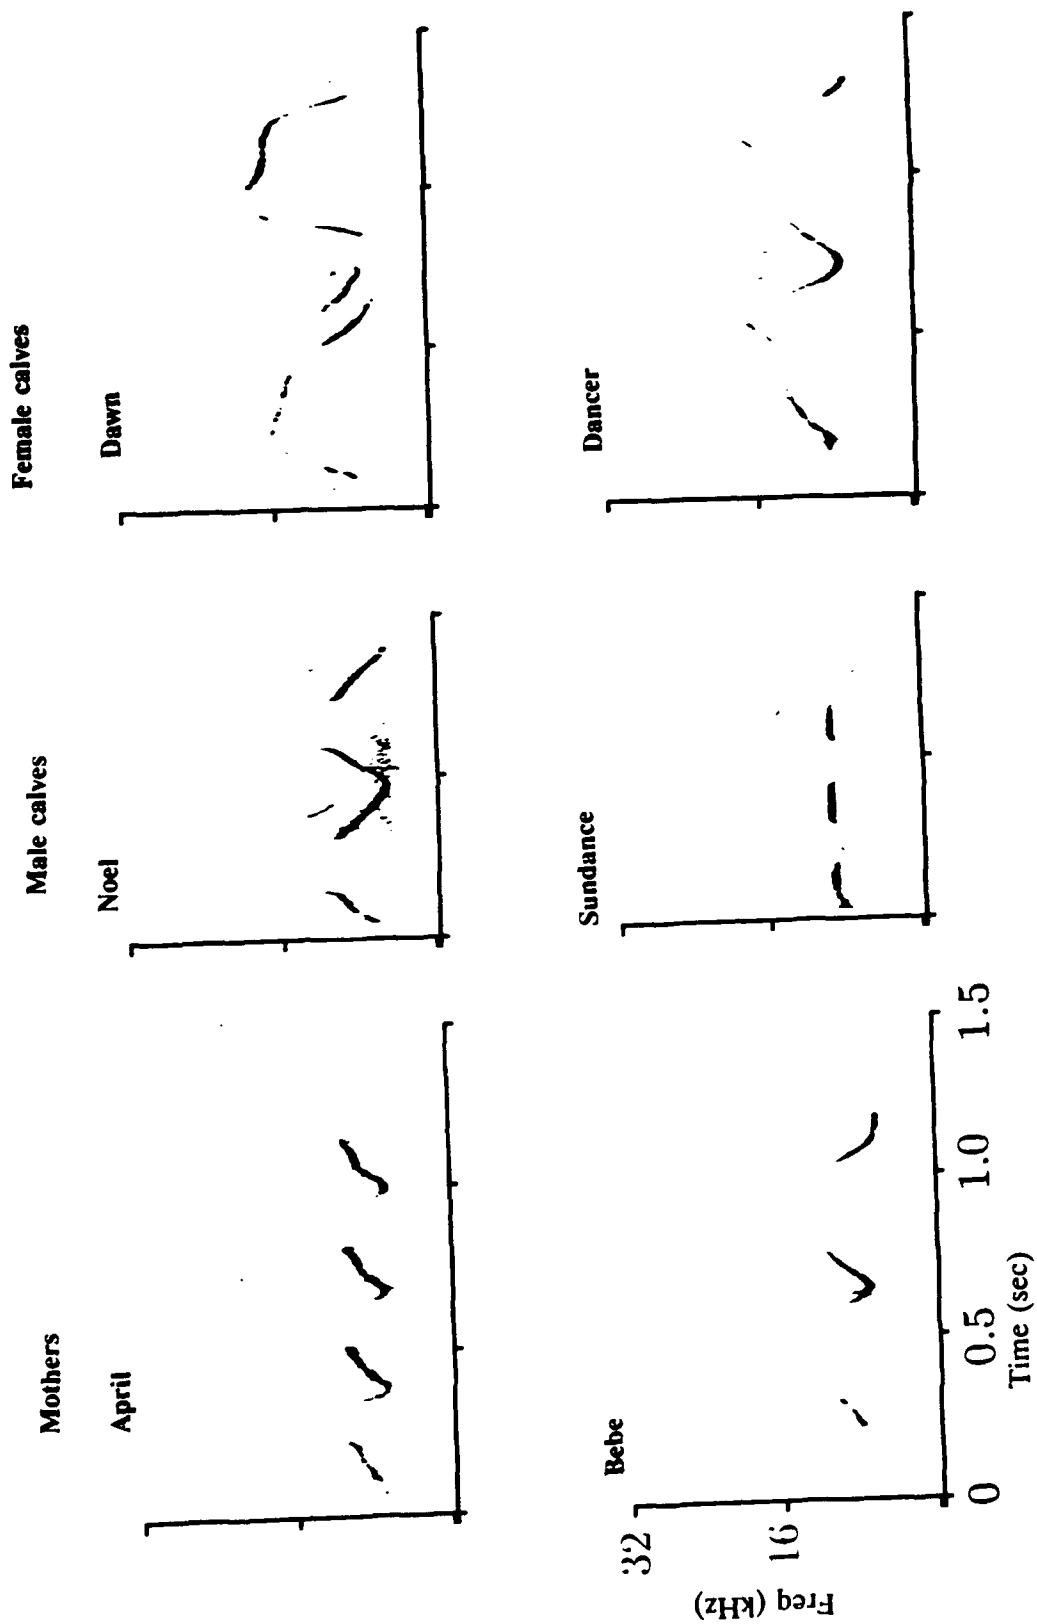 Mothers
Male calves
Female calves
April
Noel
Dawn
Bebe
Sundance
Dancer
32
16
Freq (kHz)
0
0.5
1.0
1.5
Time (sec)